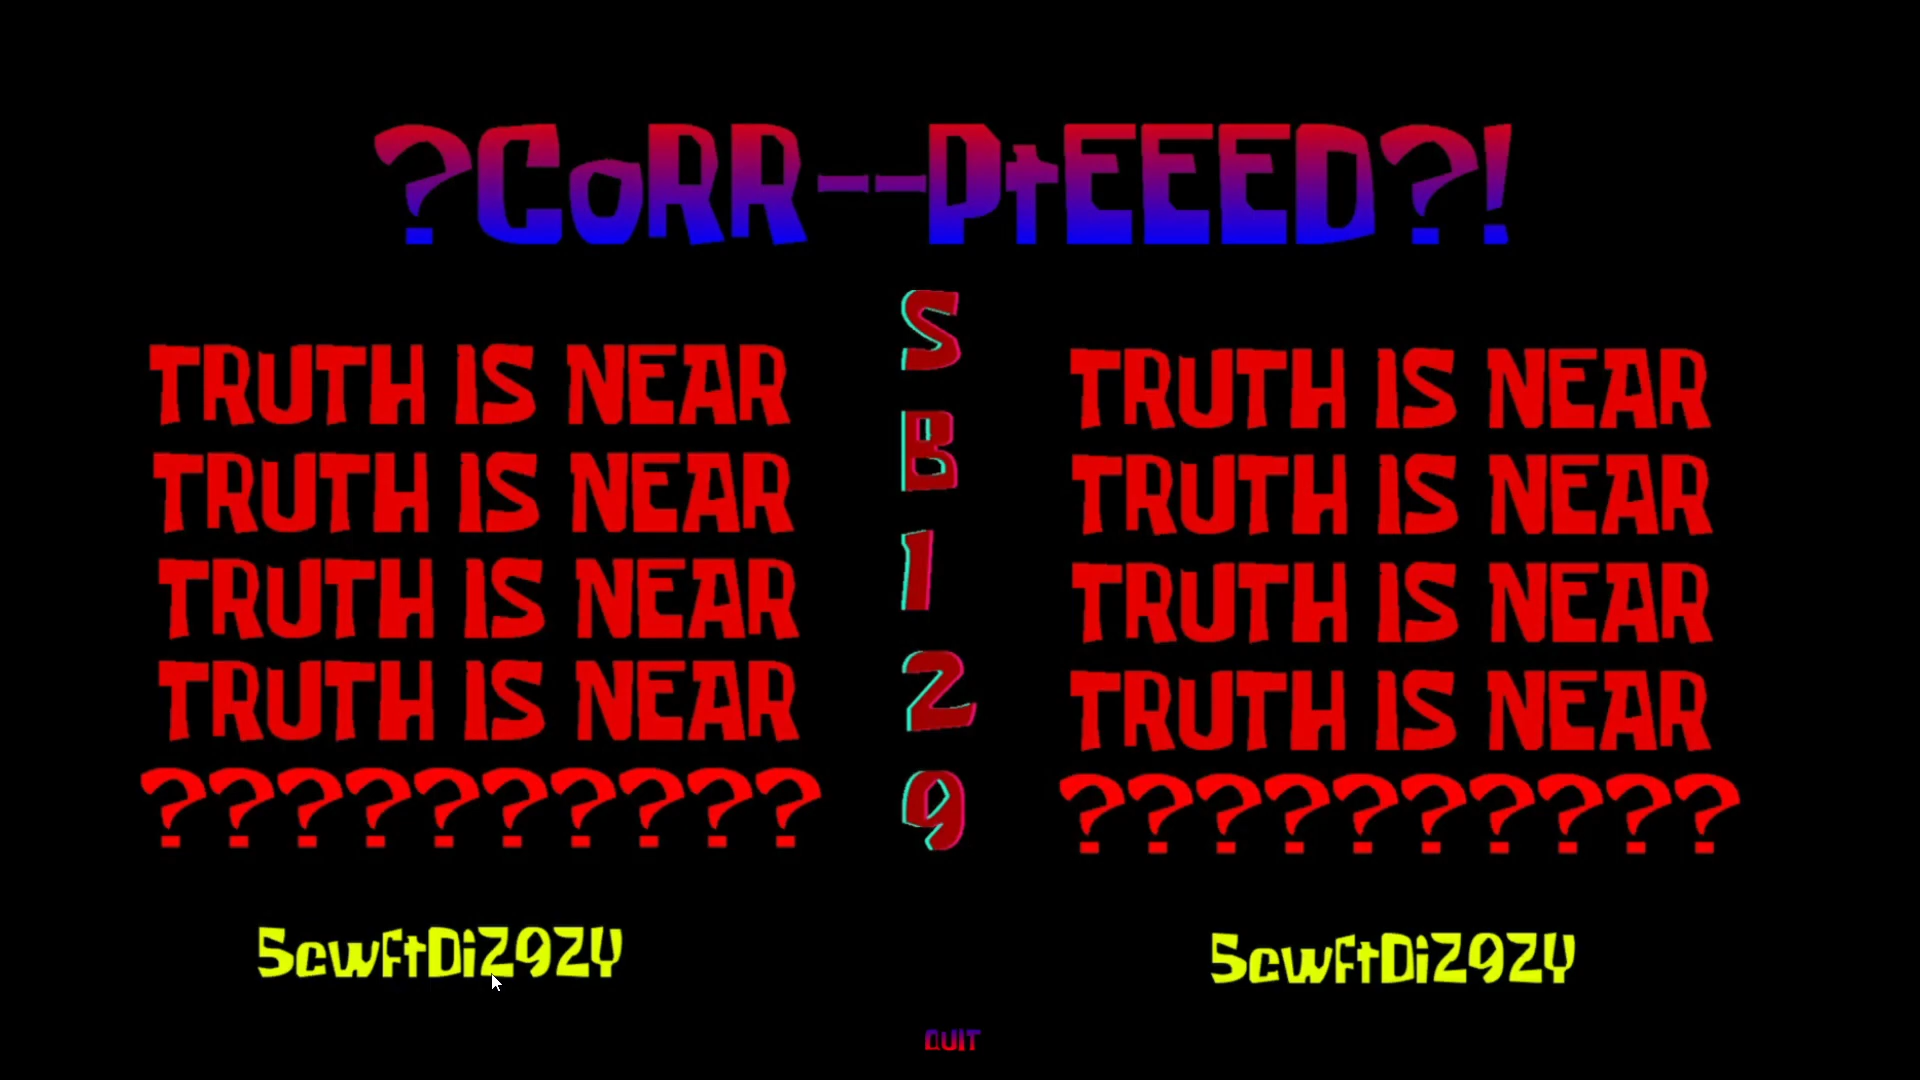 ?CoRR--PtEEED?!
TRUTH IS NEAR
TRUTH IS NEAR
TRUTH IS NEAR
TRUTH IS NEAR
??????????
S
B
1
2
9
TRUTH IS NEAR
TRUTH IS NEAR
TRUTH IS NEAR
TRUTH IS NEAR
??????????
5cwFtDiZ9ZY
5cwFtDiZ9ZY
QUIT